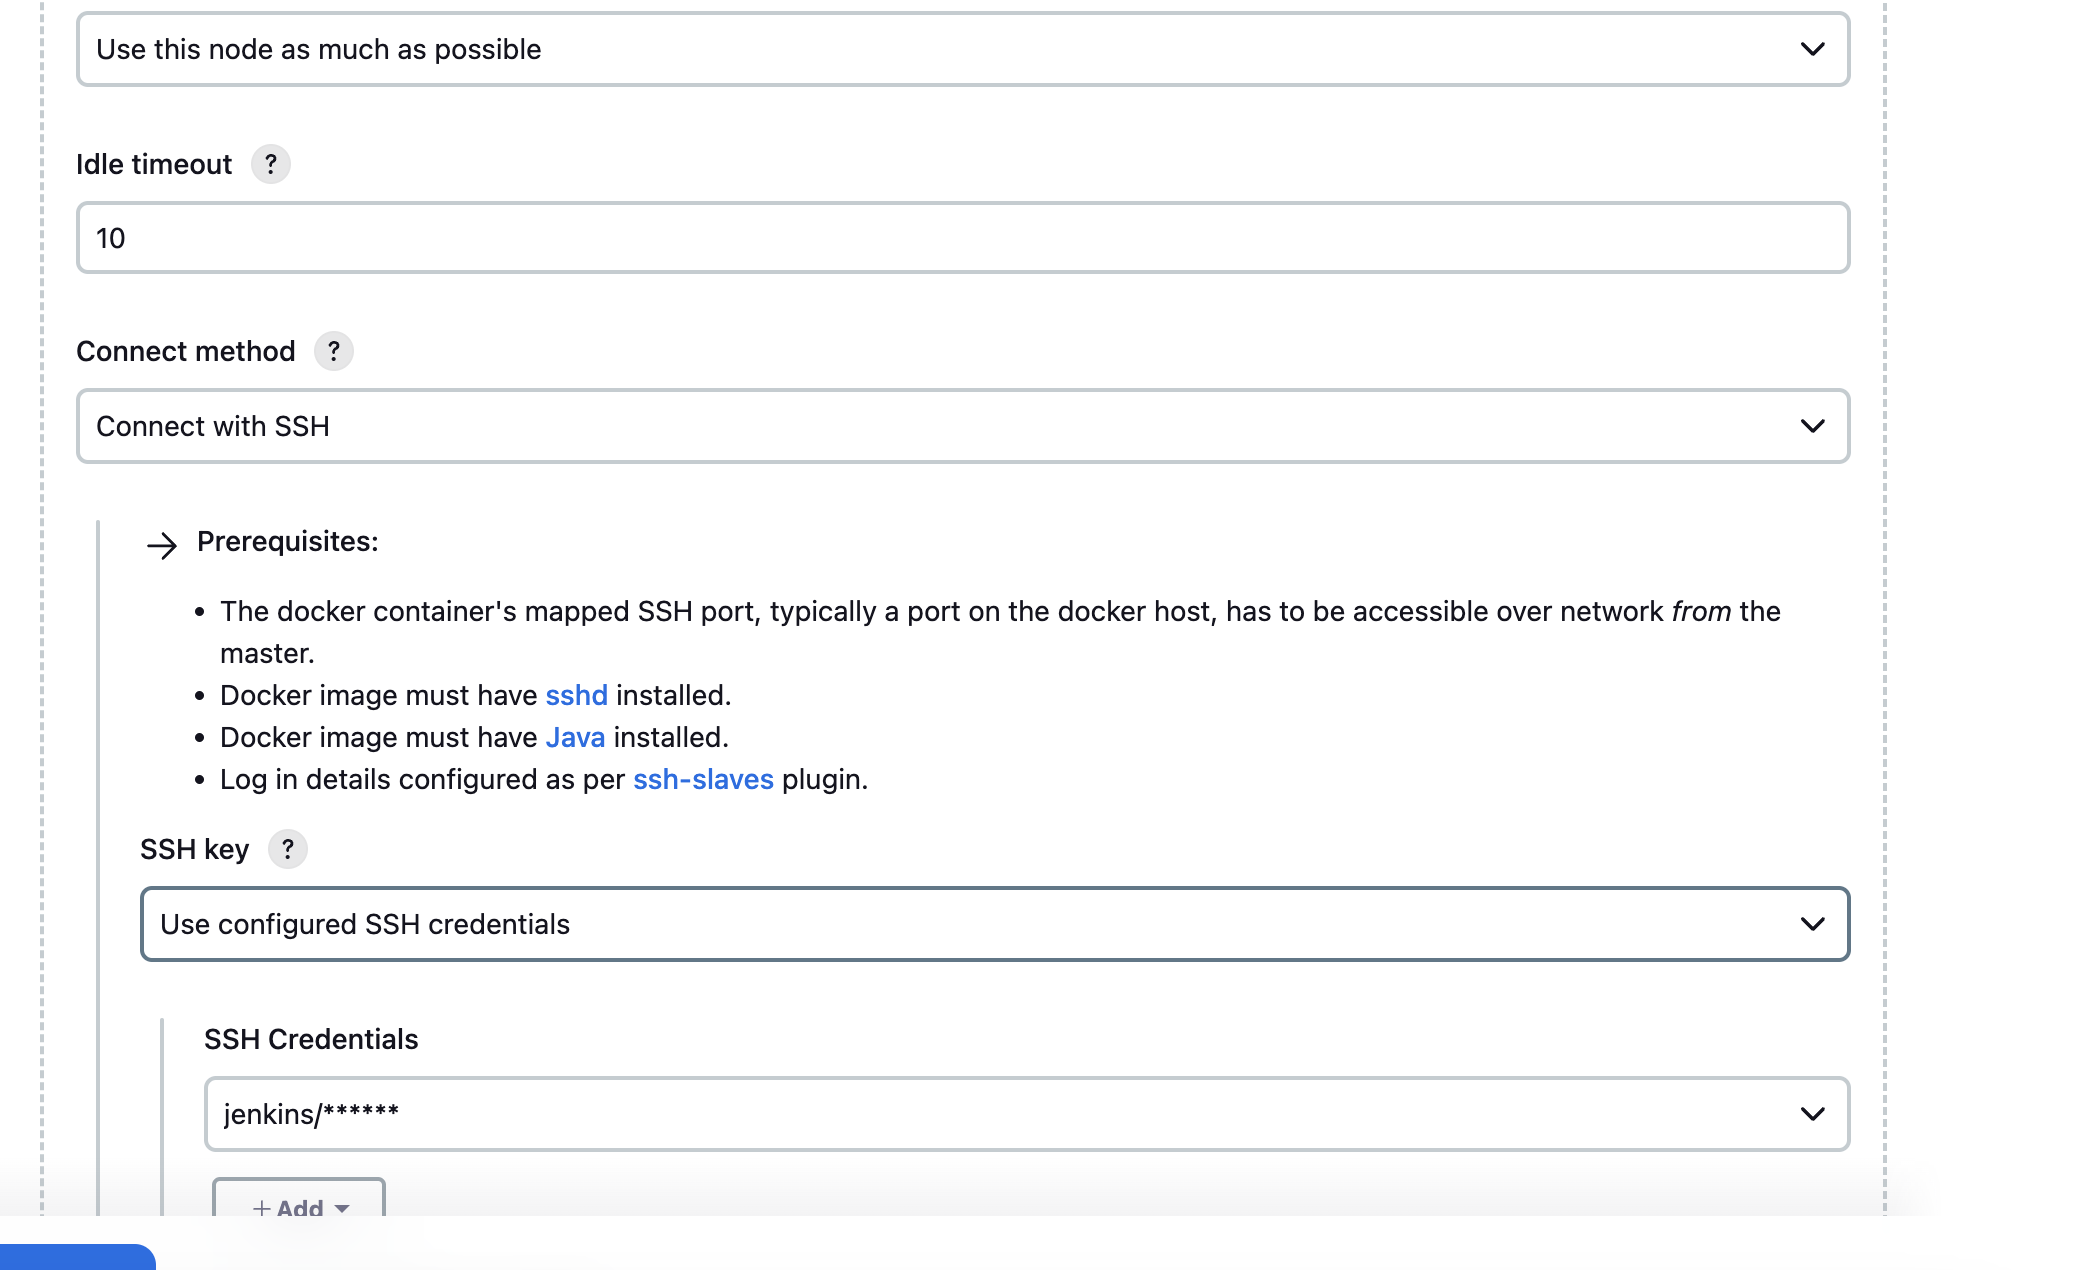 Use this node as much as possible
Idle timeout ?
10
Connect method ?
Connect with SSH
Prerequisites:
• The docker container's mapped SSH port, typically a port on the docker host, has to be accessible over network from the
master.
• Docker image must have sshd installed.
• Docker image must have Java installed.
• Log in details configured as per ssh-slaves plugin.
SSH key ?
Use configured SSH credentials
SSH Credentials
jenkins/******
+ Add